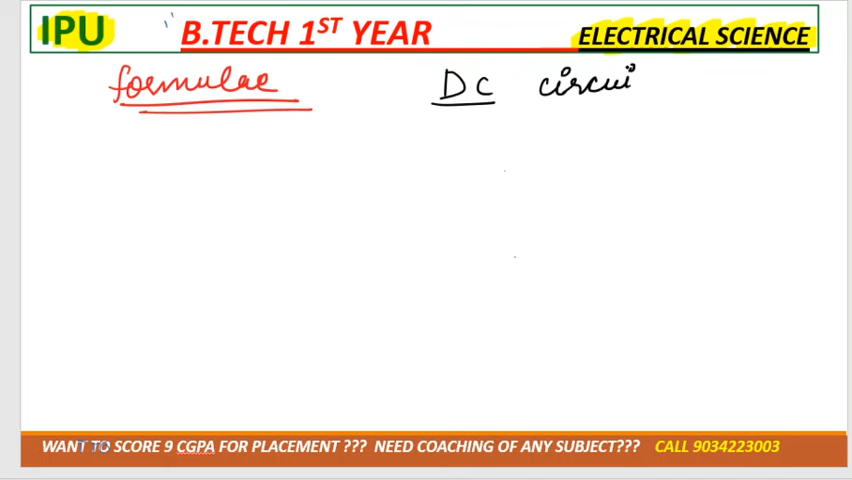 IPU B.TECH 1ST YEAR ELECTRICAL SCIENCE
formulae DC circui
WANT TO SCORE 9 CGPA FOR PLACEMENT ??? NEED COACHING OF ANY SUBJECT??? CALL 9034223003